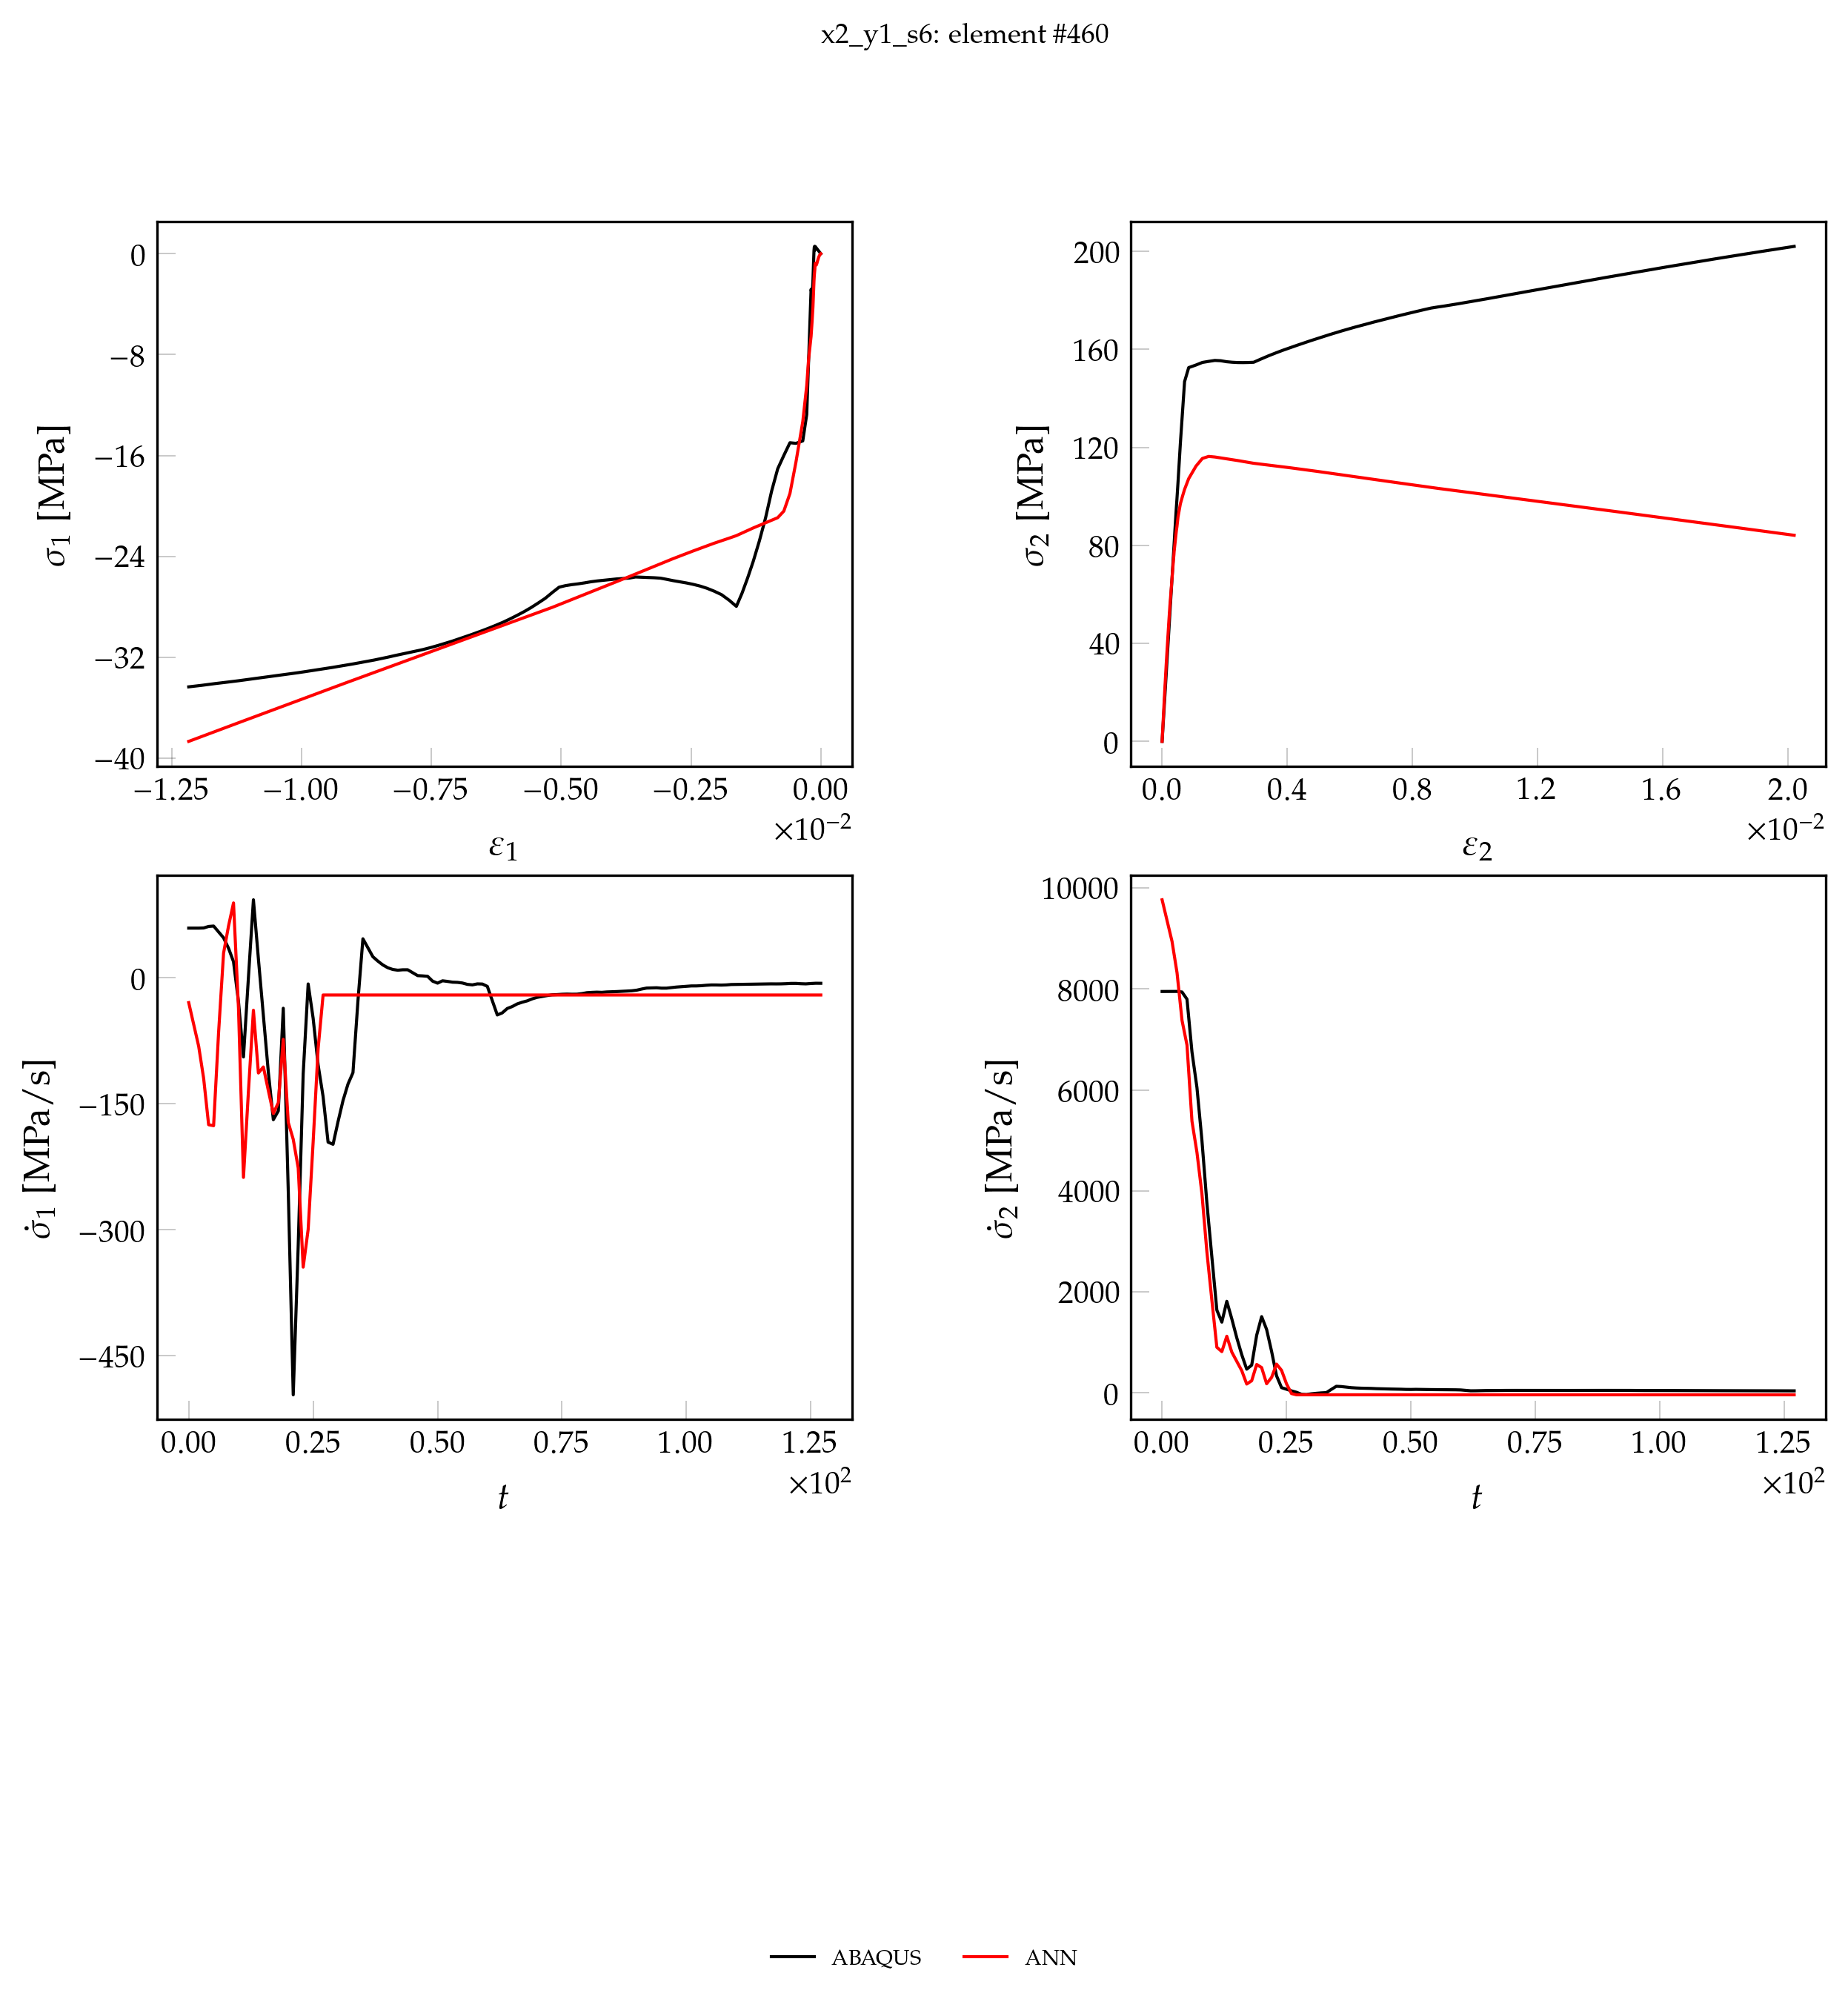 x2_y1_s6: element #460
σ1 [MPa]
0
−8
−16
−24
−32
−40
−1.25 −1.00 −0.75 −0.50 −0.25 0.00
×10−2
ε1
σ2 [MPa]
200
160
120
80
40
0
0.0 0.4 0.8 1.2 1.6 2.0
×10−2
ε2
σ̇1 [MPa/s]
0
−150
−300
−450
0.00 0.25 0.50 0.75 1.00 1.25
×102
t
σ̇2 [MPa/s]
10000
8000
6000
4000
2000
0
0.00 0.25 0.50 0.75 1.00 1.25
×102
t
ABAQUS ANN